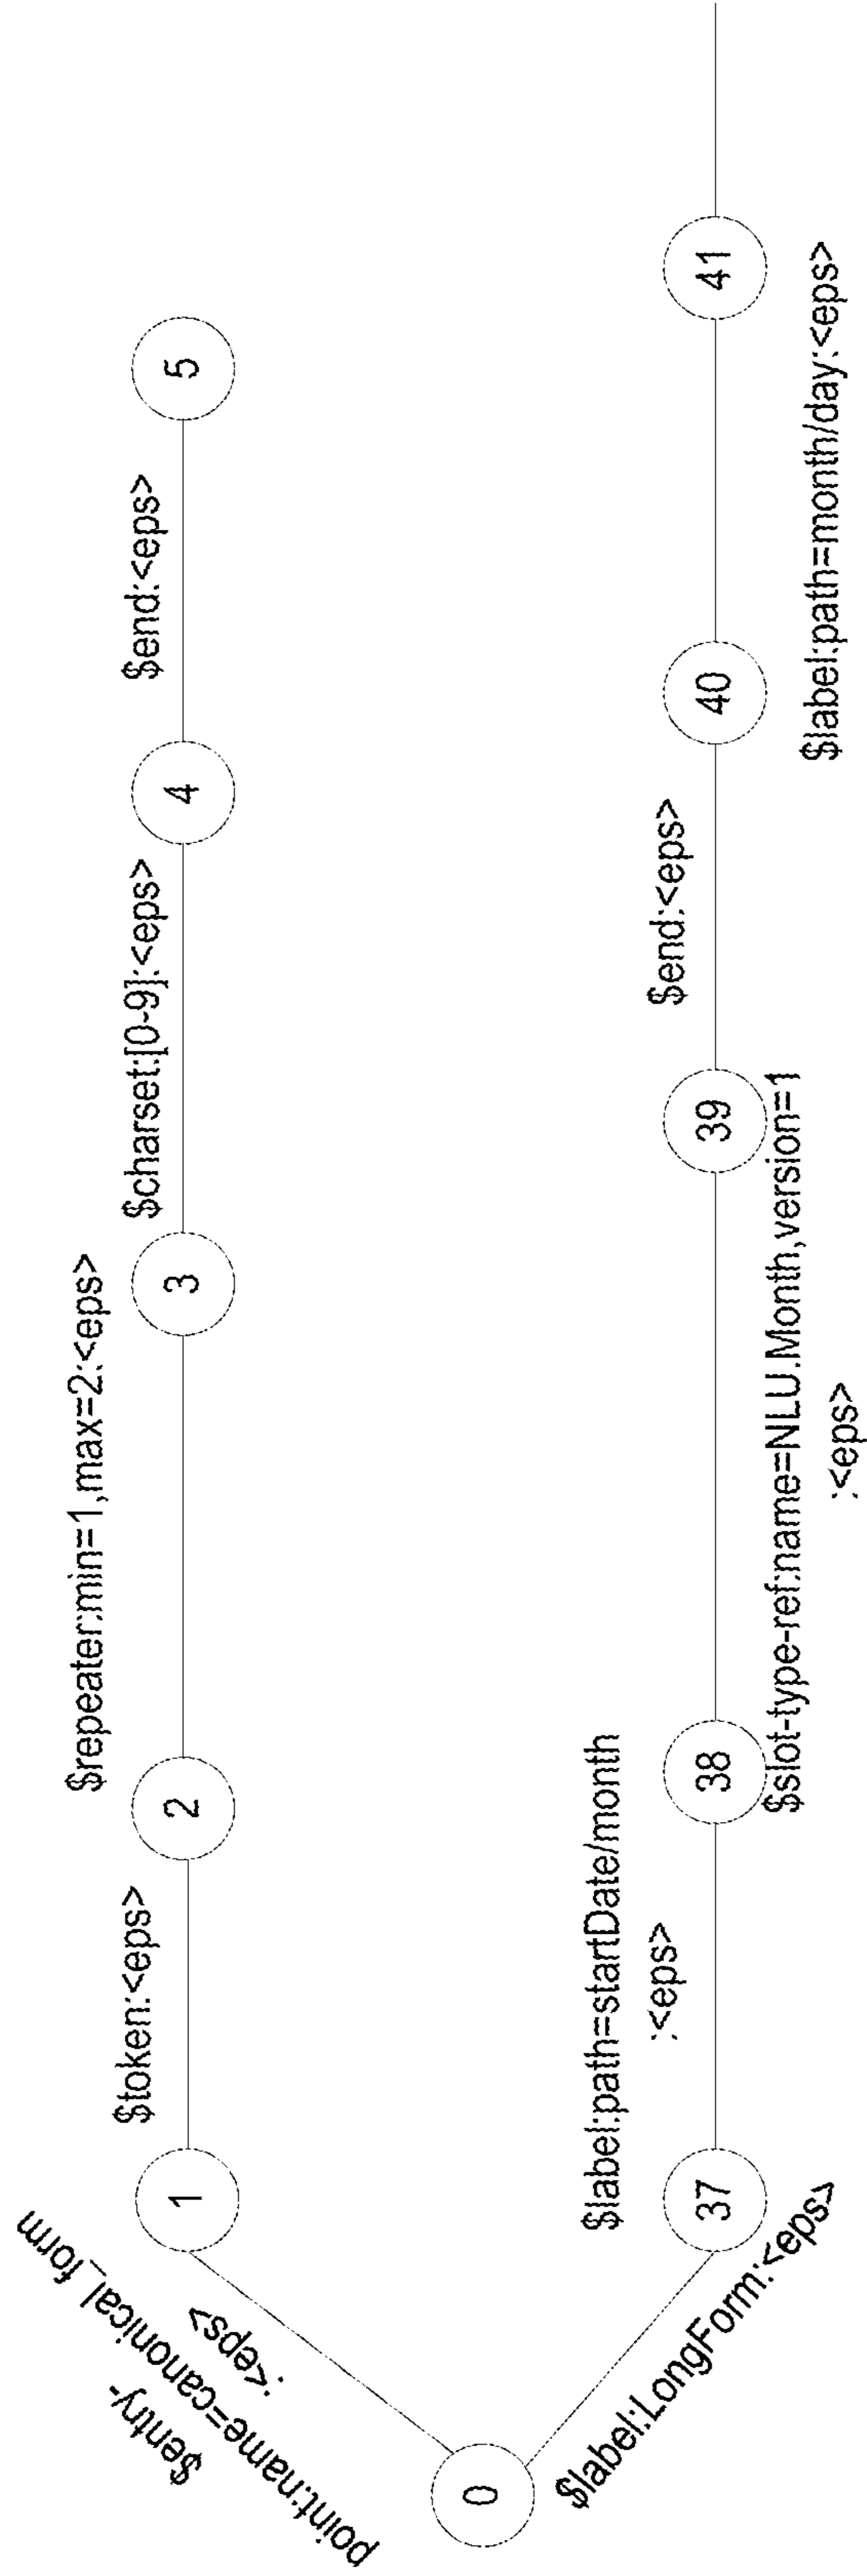 $entry-
point:name=canonical_form
:<eps>
$token:<eps>
$repeater:min=1,max=2:<eps>
$charset:[0-9]:<eps>
$end:<eps>
0
1
2
3
4
5
$label:LongForm:<eps>
$label:path=startDate/month
:<eps>
$end:<eps>
37
38
39
40
41
$slot-type-ref:name=NLU.Month,version=1
:<eps>
$label:path=month/day:<eps>